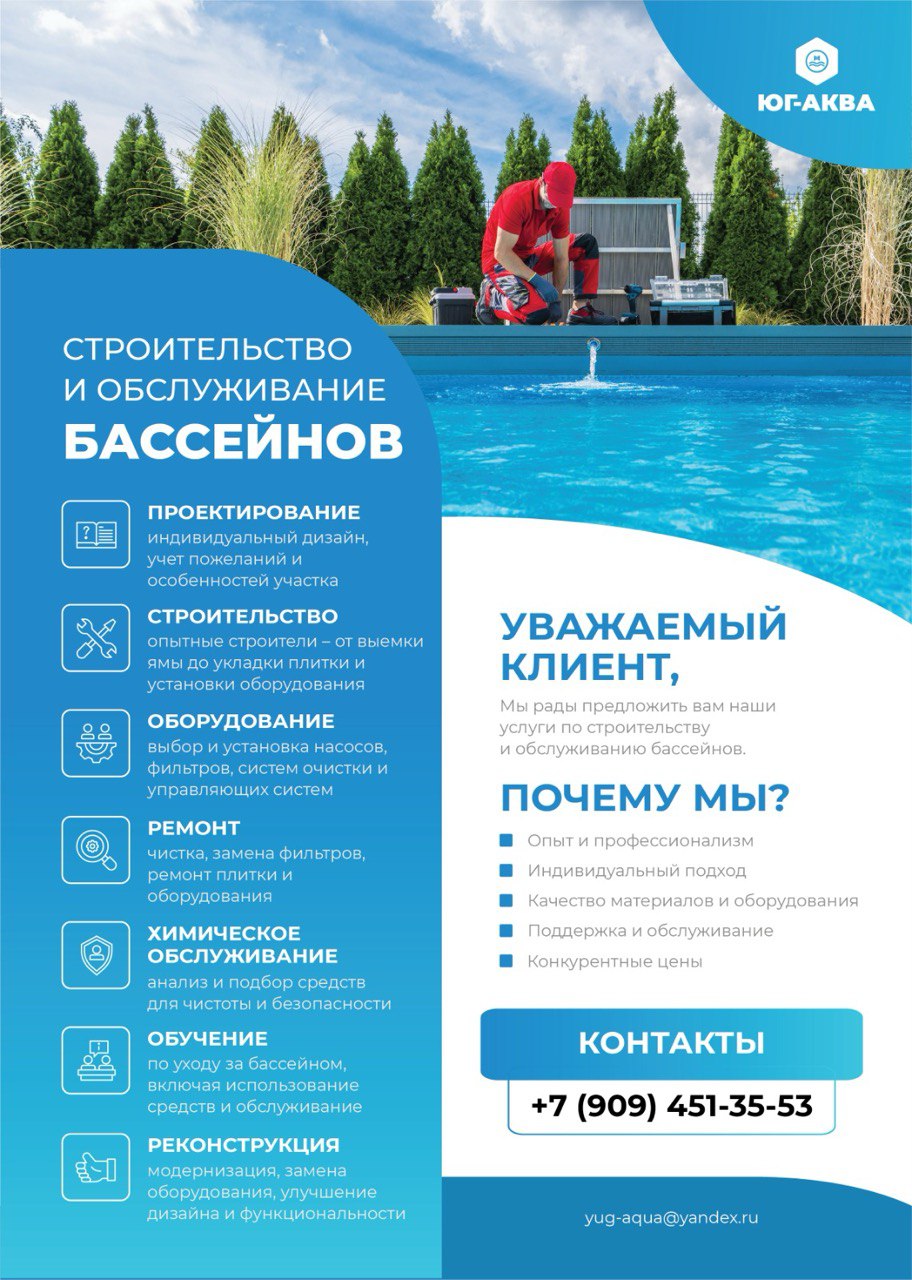 ЮГ-АКВА
СТРОИТЕЛЬСТВО
И ОБСЛУЖИВАНИЕ
БАССЕЙНОВ
ПРОЕКТИРОВАНИЕ
индивидуальный дизайн,
учет пожеланий и
особенностей участка
СТРОИТЕЛЬСТВО
опытные строители – от выемки
ямы до укладки плитки и
установки оборудования
ОБОРУДОВАНИЕ
выбор и установка насосов,
фильтров, систем очистки и
управляющих систем
РЕМОНТ
чистка, замена фильтров,
ремонт плитки и
оборудования
ХИМИЧЕСКОЕ
ОБСЛУЖИВАНИЕ
анализ и подбор средств
для чистоты и безопасности
ОБУЧЕНИЕ
по уходу за бассейном,
включая использование
средств и обслуживание
РЕКОНСТРУКЦИЯ
модернизация, замена
оборудования, улучшение
дизайна и функциональности
УВАЖАЕМЫЙ
КЛИЕНТ,
Мы рады предложить вам наши
услуги по строительству
и обслуживанию бассейнов.
ПОЧЕМУ МЫ?
Опыт и профессионализм
Индивидуальный подход
Качество материалов и оборудования
Поддержка и обслуживание
Конкурентные цены
КОНТАКТЫ
+7 (909) 451-35-53
yug-aqua@yandex.ru